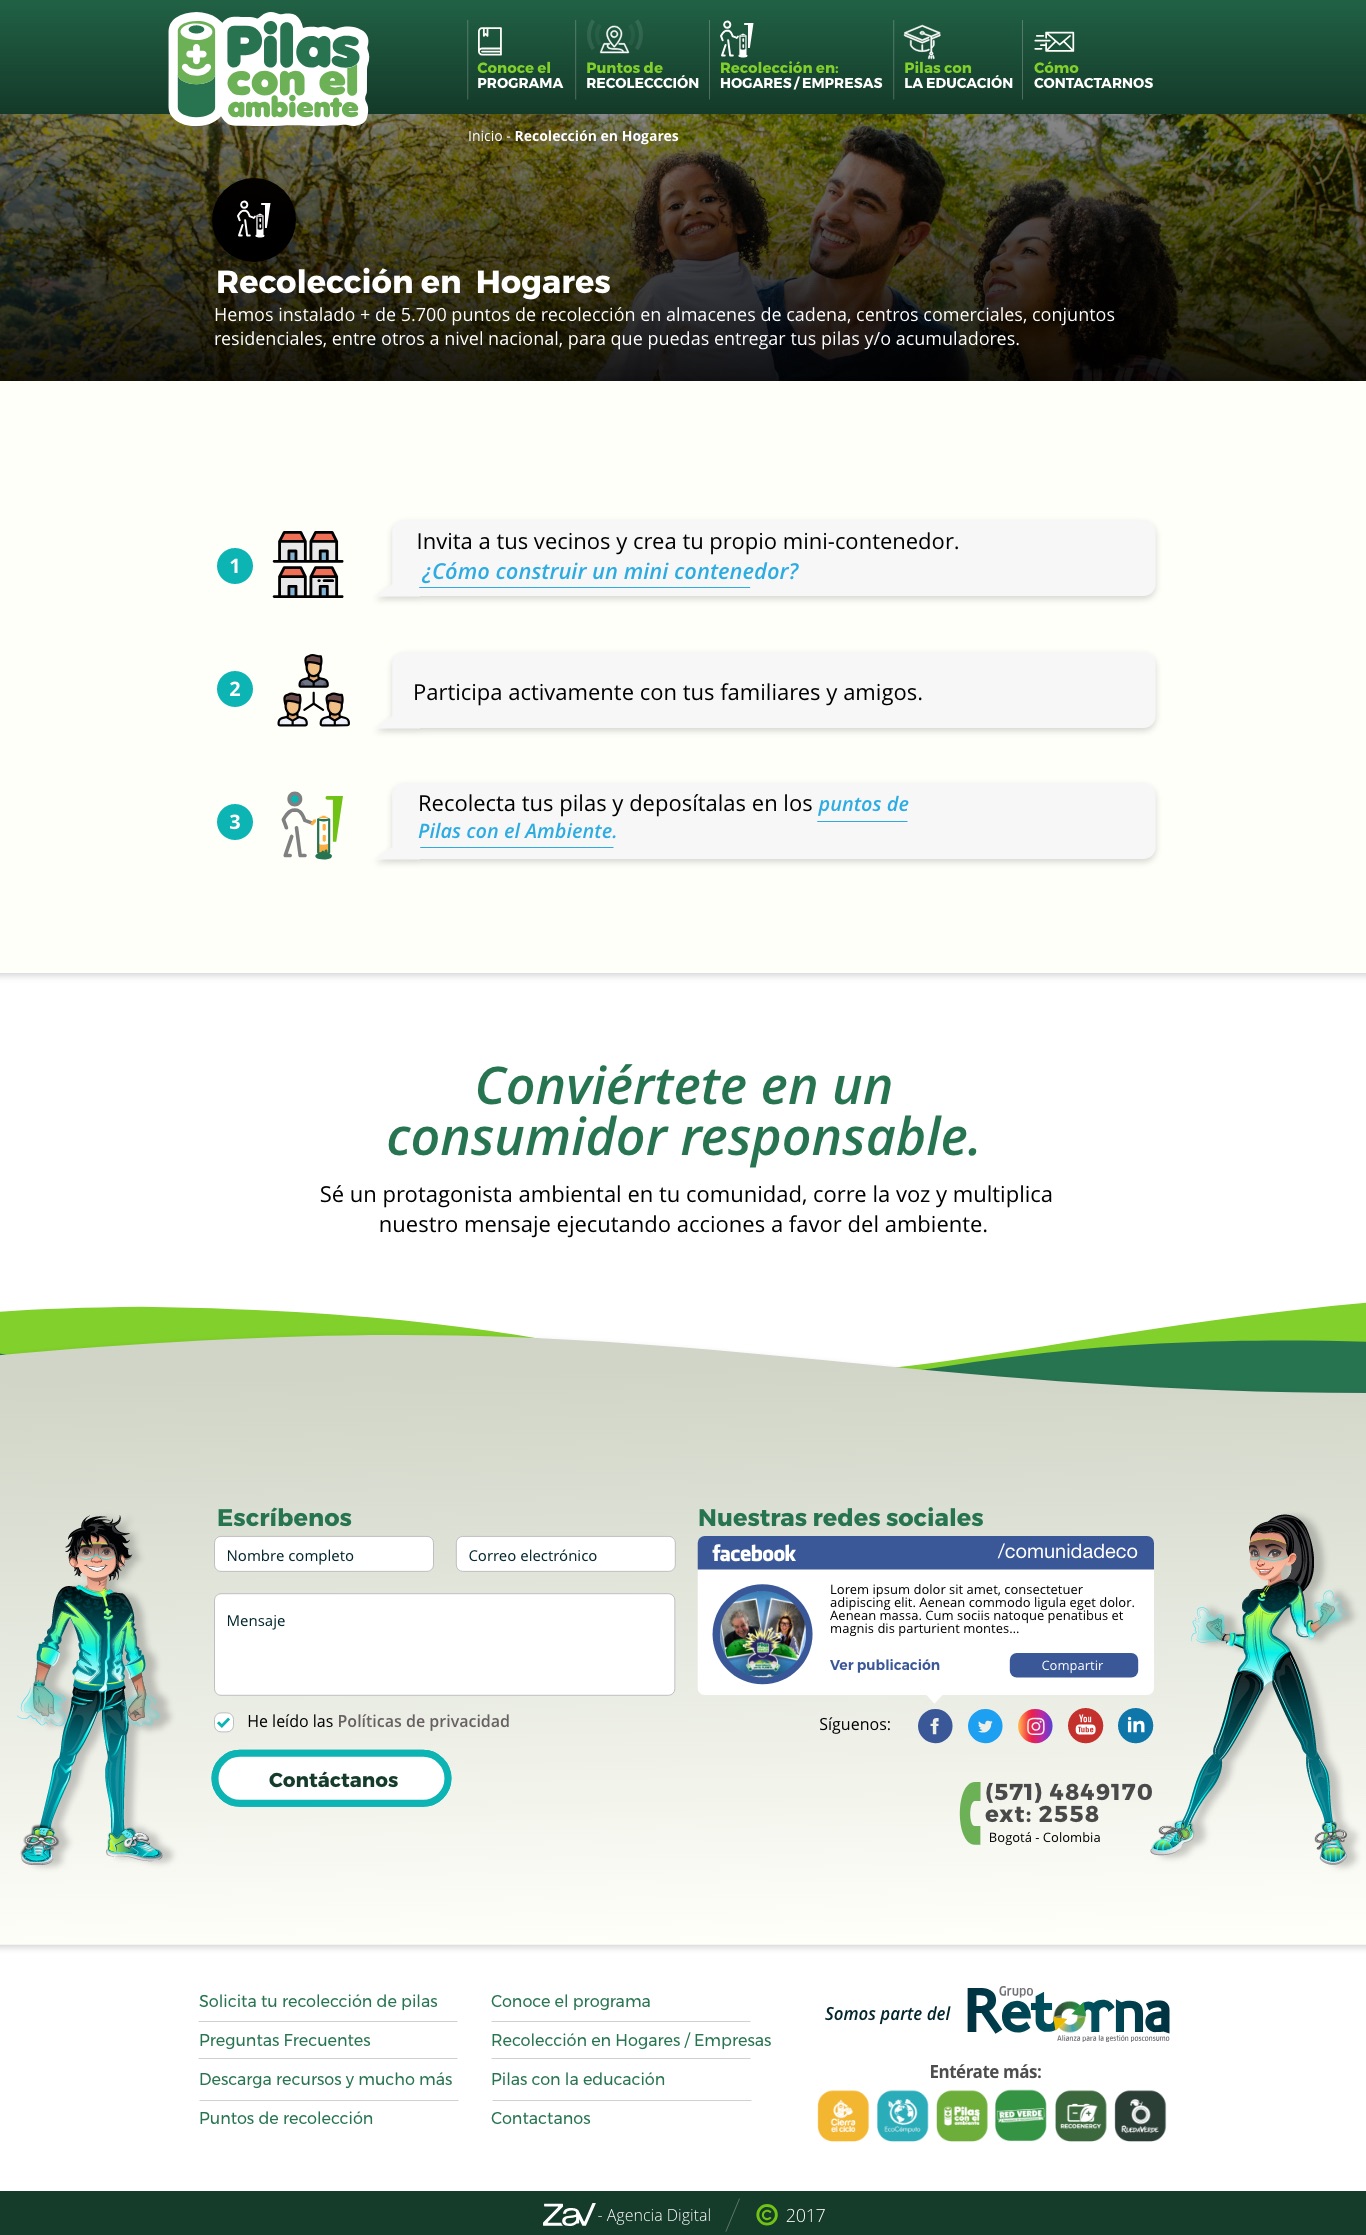 Pilas
con el
ambiente
Conoce el
PROGRAMA
Puntos de
RECOLECCCIÓN
Recolección en:
HOGARES / EMPRESAS
Pilas con
LA EDUCACIÓN
Cómo
CONTACTARNOS
Inicio - Recolección en Hogares
Recolección en Hogares
Hemos instalado + de 5.700 puntos de recolección en almacenes de cadena, centros comerciales, conjuntos
residenciales, entre otros a nivel nacional, para que puedas entregar tus pilas y/o acumuladores.
1
Invita a tus vecinos y crea tu propio mini-contenedor.
¿Cómo construir un mini contenedor?
2
Participa activamente con tus familiares y amigos.
3
Recolecta tus pilas y deposítalas en los puntos de
Pilas con el Ambiente.
Conviértete en un
consumidor responsable.
Sé un protagonista ambiental en tu comunidad, corre la voz y multiplica
nuestro mensaje ejecutando acciones a favor del ambiente.
Escríbenos
Nombre completo
Correo electrónico
Mensaje
He leído las Políticas de privacidad
Contáctanos
Nuestras redes sociales
facebook
/comunidadeco
Lorem ipsum dolor sit amet, consectetuer
adipiscing elit. Aenean commodo ligula eget dolor.
Aenean massa. Cum sociis natoque penatibus et
magnis dis parturient montes...
Ver publicación
Compartir
Síguenos:
f
You
Tube
in
(571) 4849170
ext: 2558
Bogotá - Colombia
Solicita tu recolección de pilas
Preguntas Frecuentes
Descarga recursos y mucho más
Puntos de recolección
Conoce el programa
Recolección en Hogares / Empresas
Pilas con la educación
Contactanos
Somos parte del
Grupo
Retorna
Alianza para la gestión posconsumo
Entérate más:
Cierra
el ciclo
EcoCómputo
Pilas
con el
ambiente
RED VERDE
RECOENERGY
RUEDAVERDE
Zav - Agencia Digital
© 2017